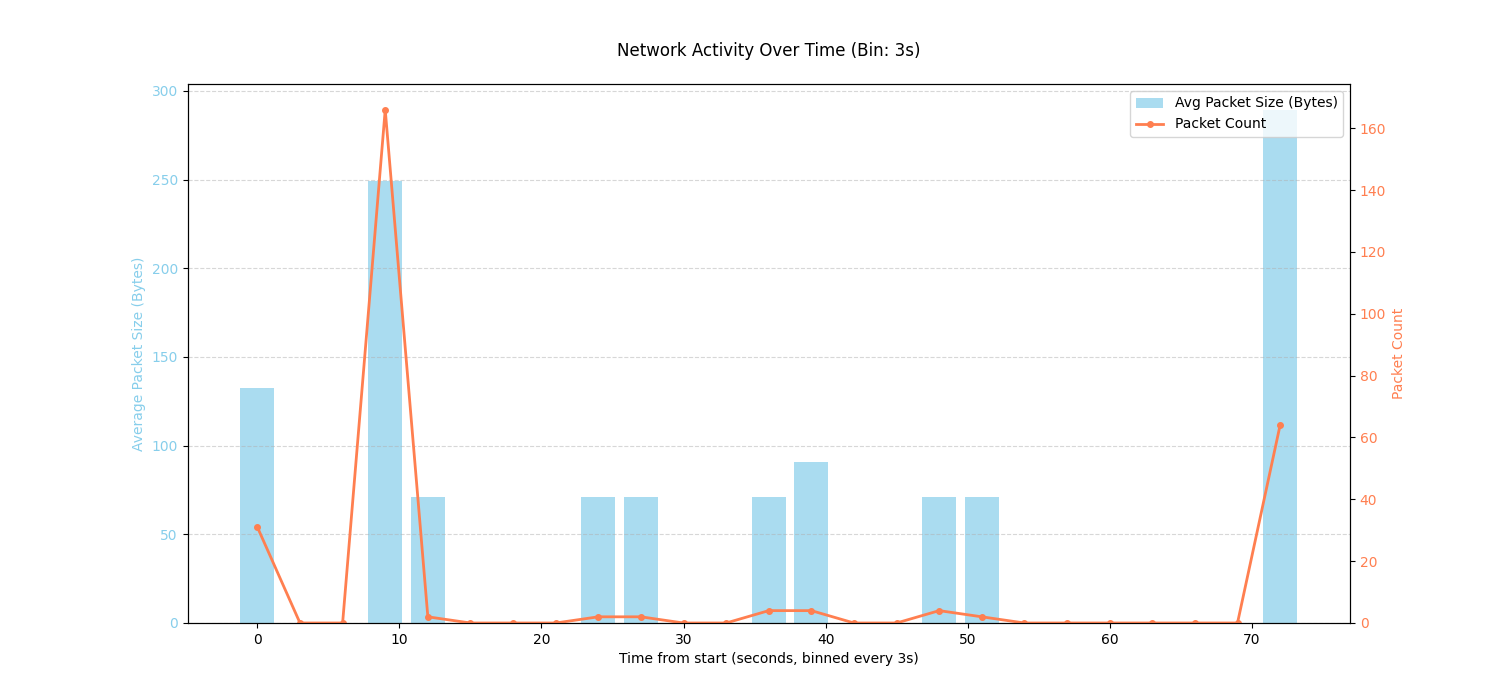 Network Activity Over Time (Bin: 3s)
Avg Packet Size (Bytes)
Packet Count
300
250
200
150
100
50
0
Average Packet Size (Bytes)
160
140
120
100
80
60
40
20
0
Packet Count
0 10 20 30 40 50 60 70
Time from start (seconds, binned every 3s)